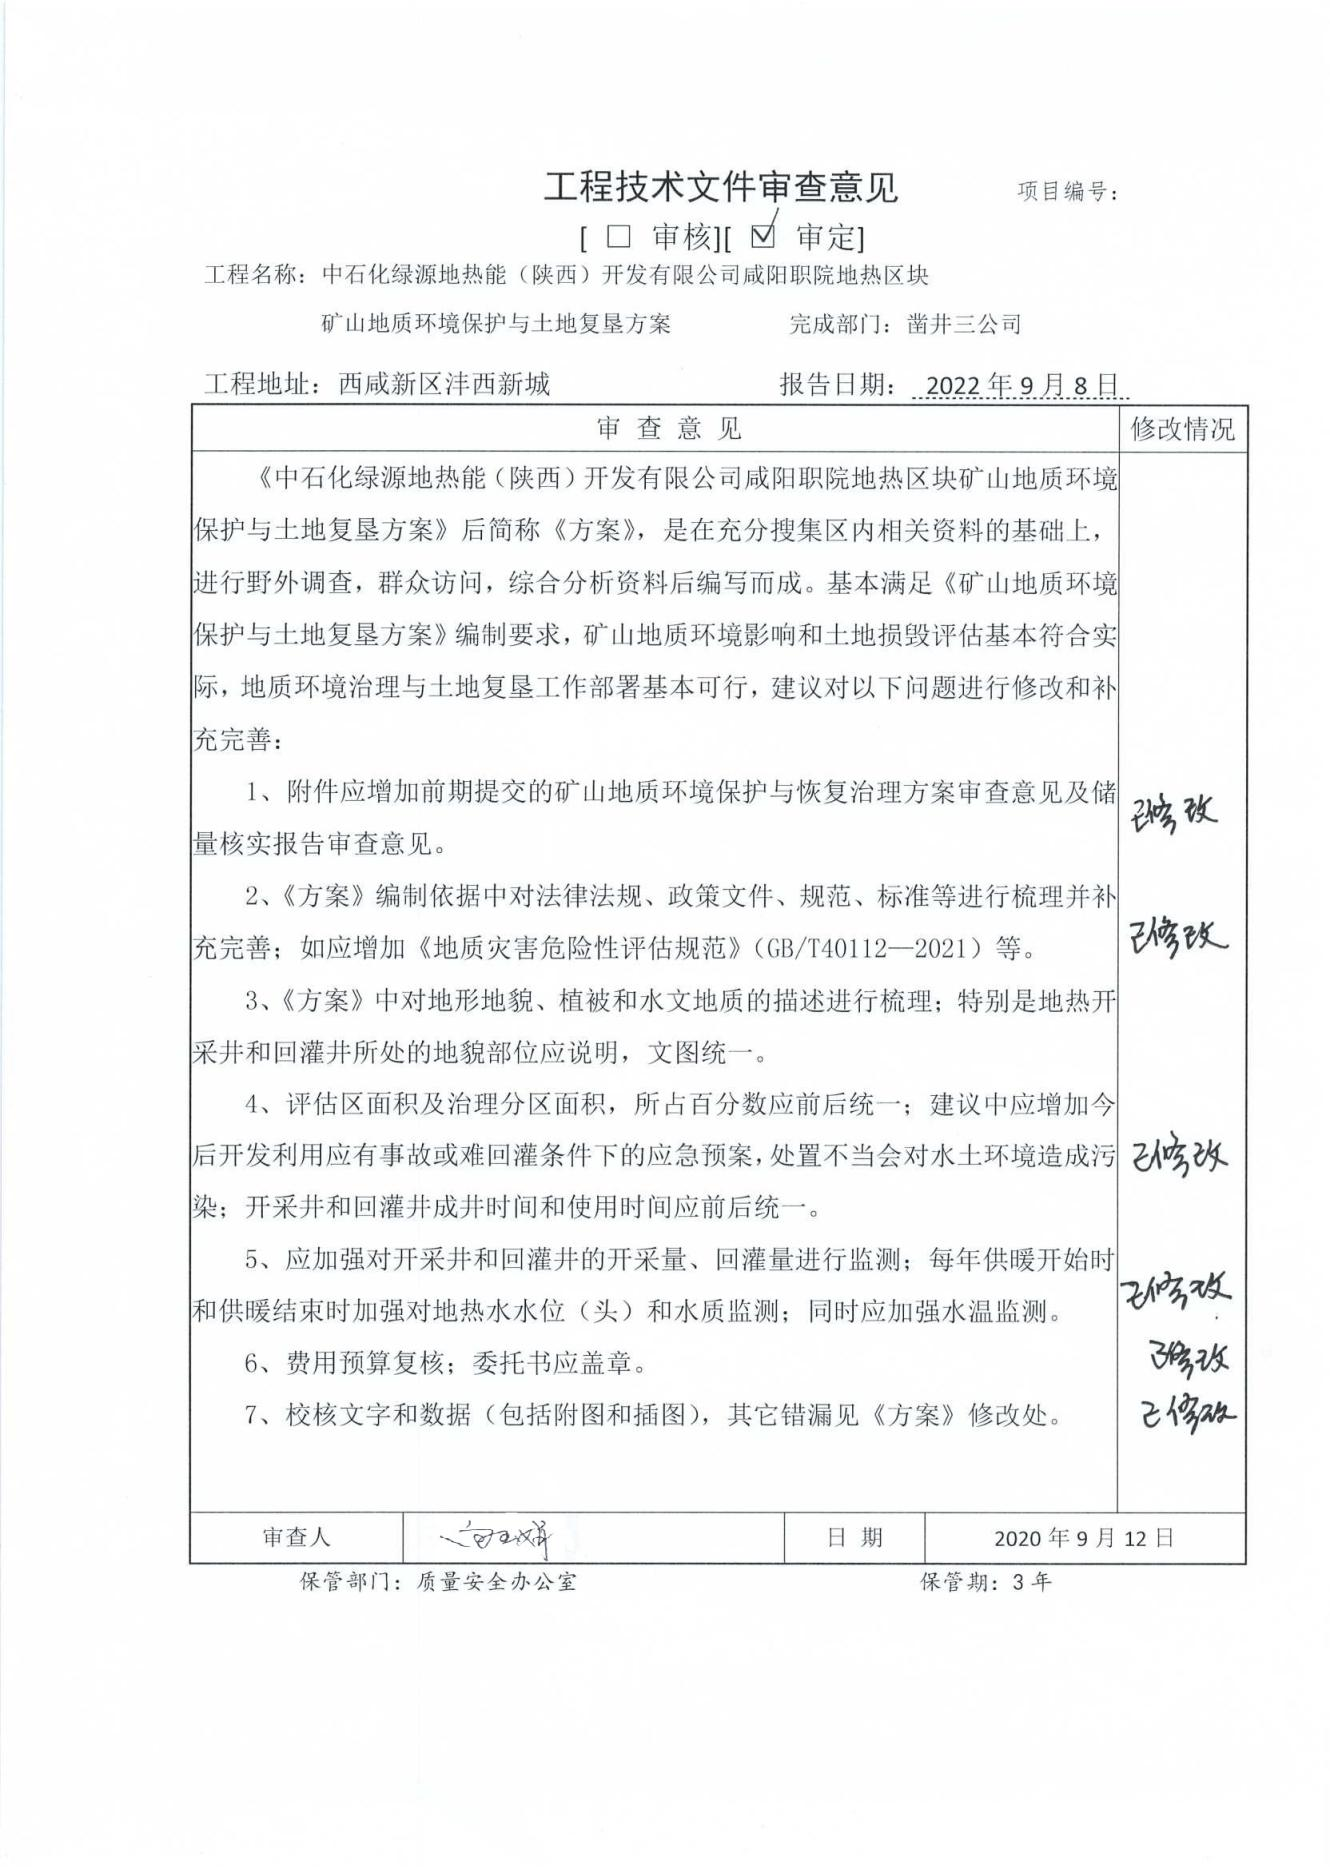 工程技术文件审查意见
项目编号：
[ □ 审核][ ☑ 审定]
工程名称：中石化绿源地热能（陕西）开发有限公司咸阳职院地热区块
矿山地质环境保护与土地复垦方案 完成部门：凿井三公司
工程地址：西咸新区沣西新城 报告日期： 2022 年 9 月 8 日
审 查 意 见 修改情况
《中石化绿源地热能（陕西）开发有限公司咸阳职院地热区块矿山地质环境
保护与土地复垦方案》后简称《方案》，是在充分搜集区内相关资料的基础上，
进行野外调查，群众访问，综合分析资料后编写而成。基本满足《矿山地质环境
保护与土地复垦方案》编制要求，矿山地质环境影响和土地损毁评估基本符合实
际，地质环境治理与土地复垦工作部署基本可行，建议对以下问题进行修改和补
充完善：
1、附件应增加前期提交的矿山地质环境保护与恢复治理方案审查意见及储
已修改
量核实报告审查意见。
2、《方案》编制依据中对法律法规、政策文件、规范、标准等进行梳理并补
已修改
充完善；如应增加《地质灾害危险性评估规范》（GB/T40112—2021）等。
3、《方案》中对地形地貌、植被和水文地质的描述进行梳理；特别是地热开
采井和回灌井所处的地貌部位应说明，文图统一。
4、评估区面积及治理分区面积，所占百分数应前后统一；建议中应增加今
后开发利用应有事故或难回灌条件下的应急预案，处置不当会对水土环境造成污
已修改
染；开采井和回灌井成井时间和使用时间应前后统一。
5、应加强对开采井和回灌井的开采量、回灌量进行监测；每年供暖开始时
已修改
和供暖结束时加强对地热水水位（头）和水质监测；同时应加强水温监测。
6、费用预算复核；委托书应盖章。
已修改
7、校核文字和数据（包括附图和插图），其它错漏见《方案》修改处。
已修改
审查人 日 期 2020 年 9 月 12 日
保管部门：质量安全办公室 保管期：3 年